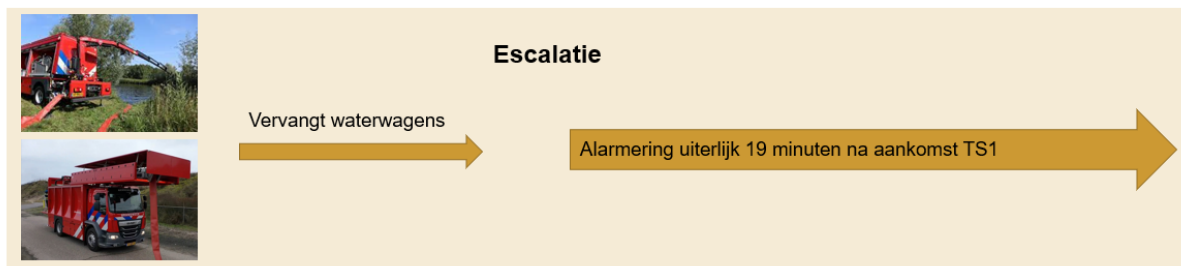 Escalatie
Vervangt waterwagens
Alarmering uiterlijk 19 minuten na aankomst TS1